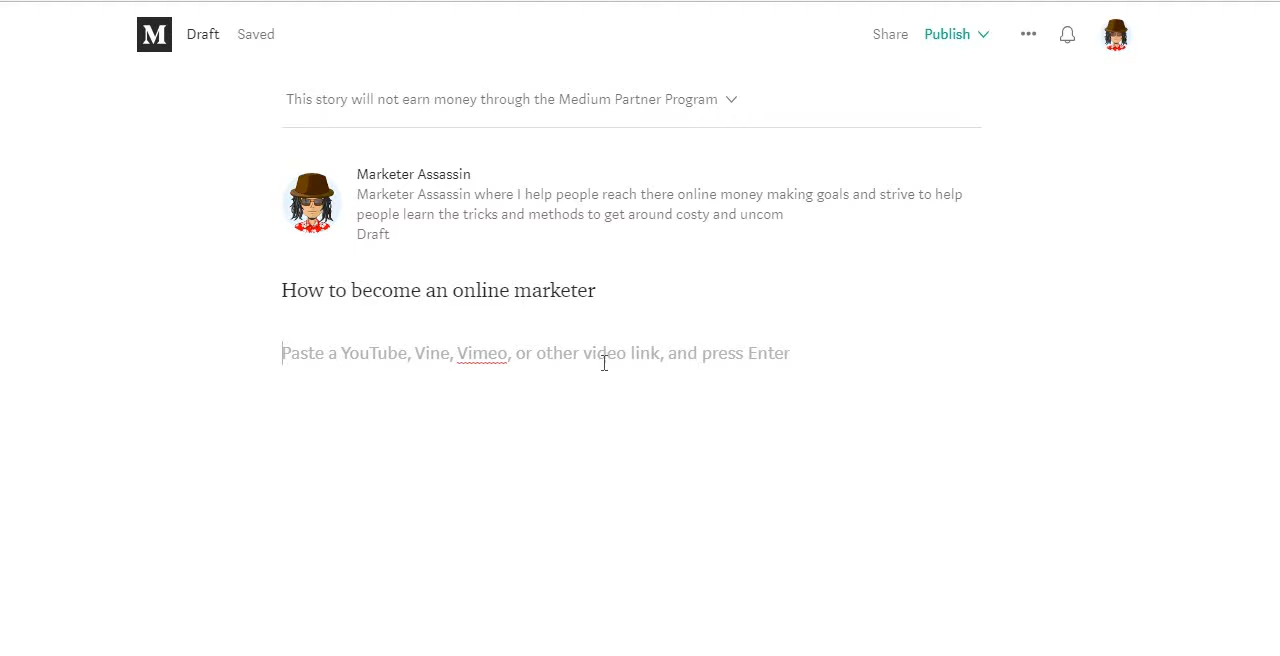 M Draft Saved Share Publish
This story will not earn money through the Medium Partner Program
Marketer Assassin
Marketer Assassin where I help people reach there online money making goals and strive to help
people learn the tricks and methods to get around costy and uncom
Draft
How to become an online marketer
Paste a YouTube, Vine, Vimeo, or other video link, and press Enter